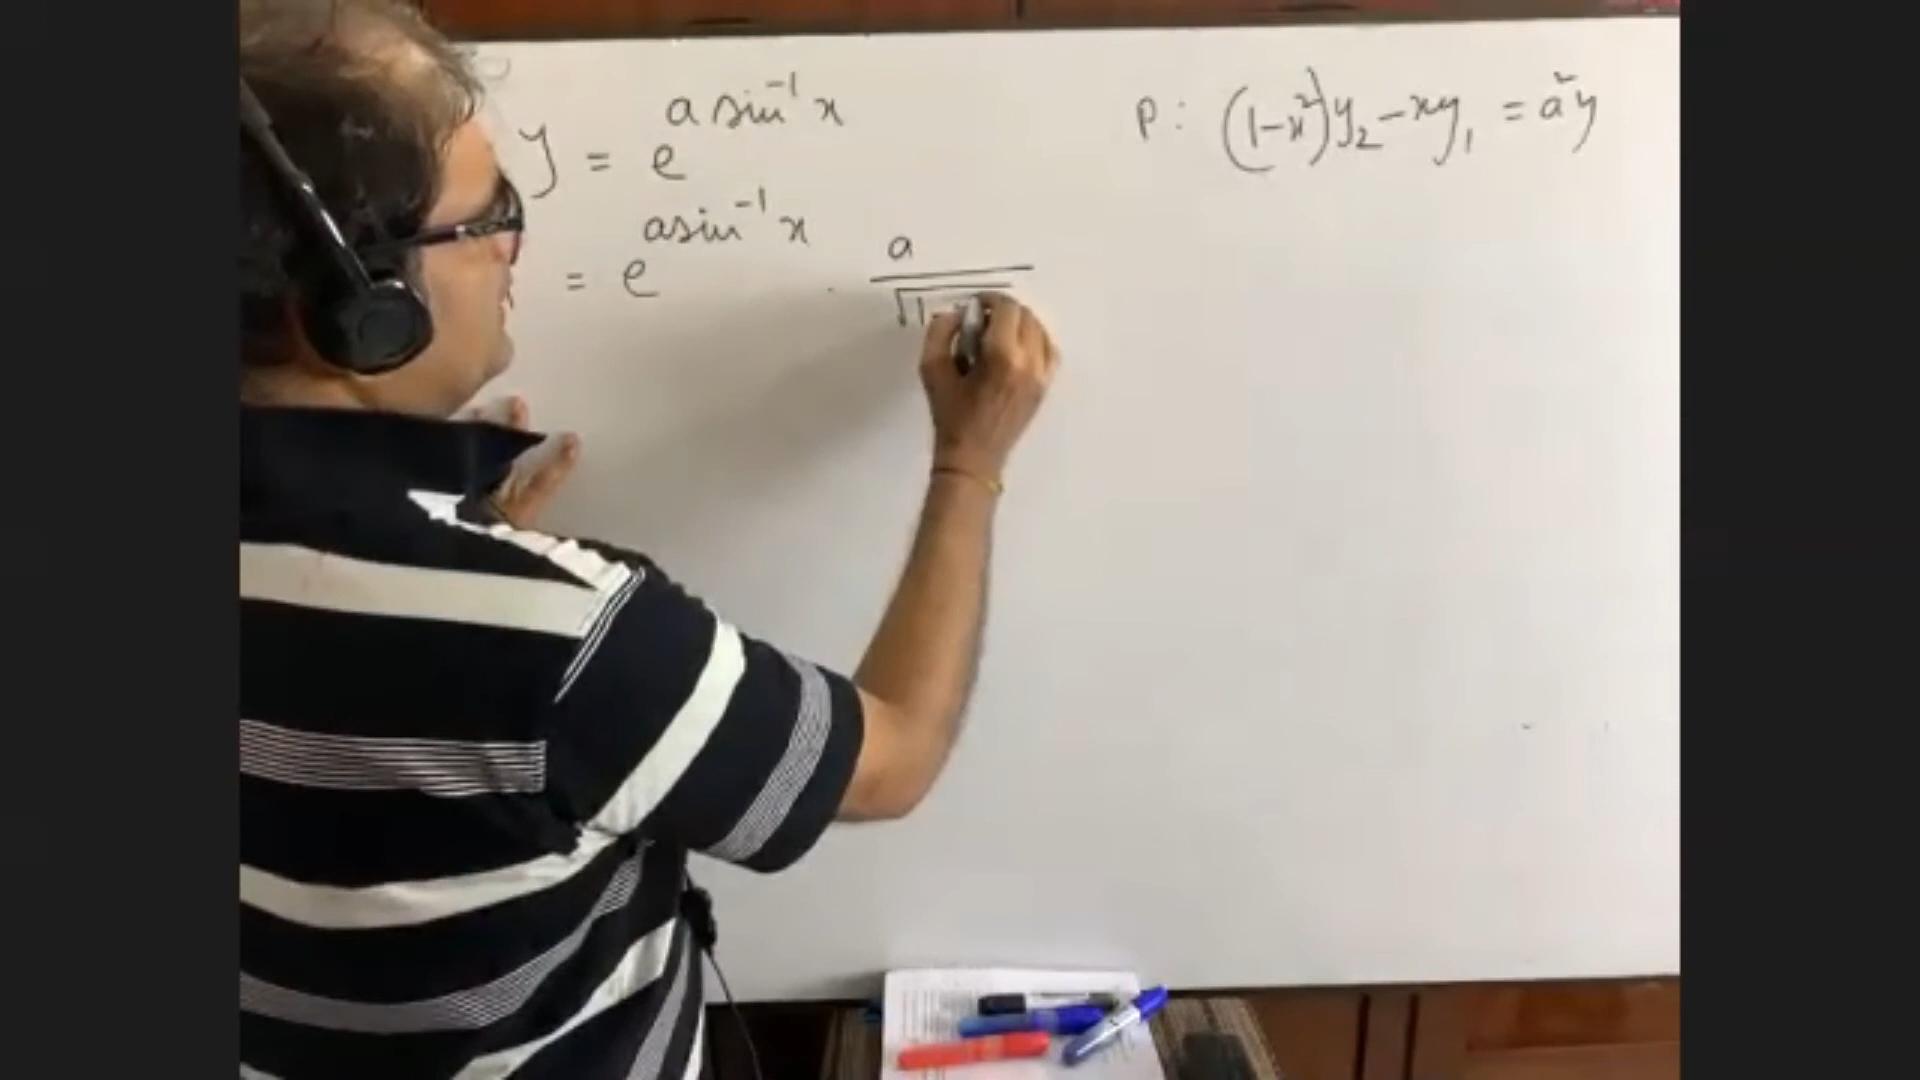 y = e^{a sin^{-1} x}
= e^{a sin^{-1} x} . a / √1-
P: (1-x²)y₂ - xy₁ = a²y